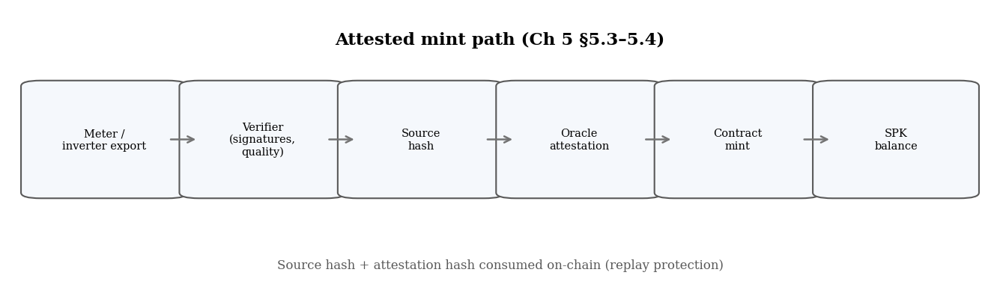 Attested mint path (Ch 5 §5.3–5.4)
Meter /
inverter export
Verifier
(signatures,
quality)
Source
hash
Oracle
attestation
Contract
mint
SPK
balance
Source hash + attestation hash consumed on-chain (replay protection)